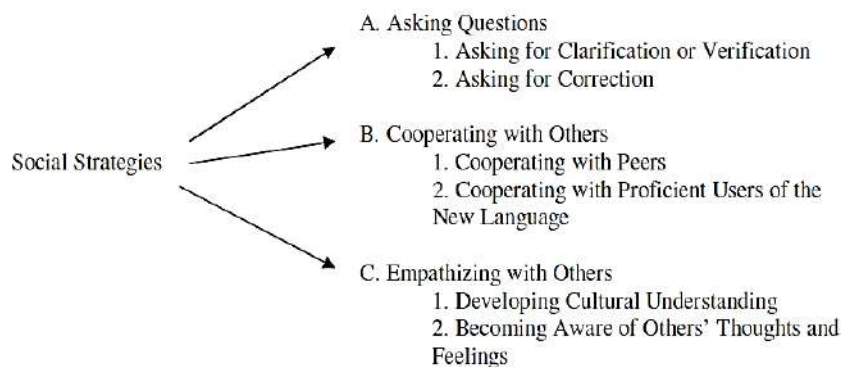 A. Asking Questions
1. Asking for Clarification or Verification
2. Asking for Correction
Social Strategies
B. Cooperating with Others
1. Cooperating with Peers
2. Cooperating with Proficient Users of the
New Language
C. Empathizing with Others
1. Developing Cultural Understanding
2. Becoming Aware of Others' Thoughts and
Feelings